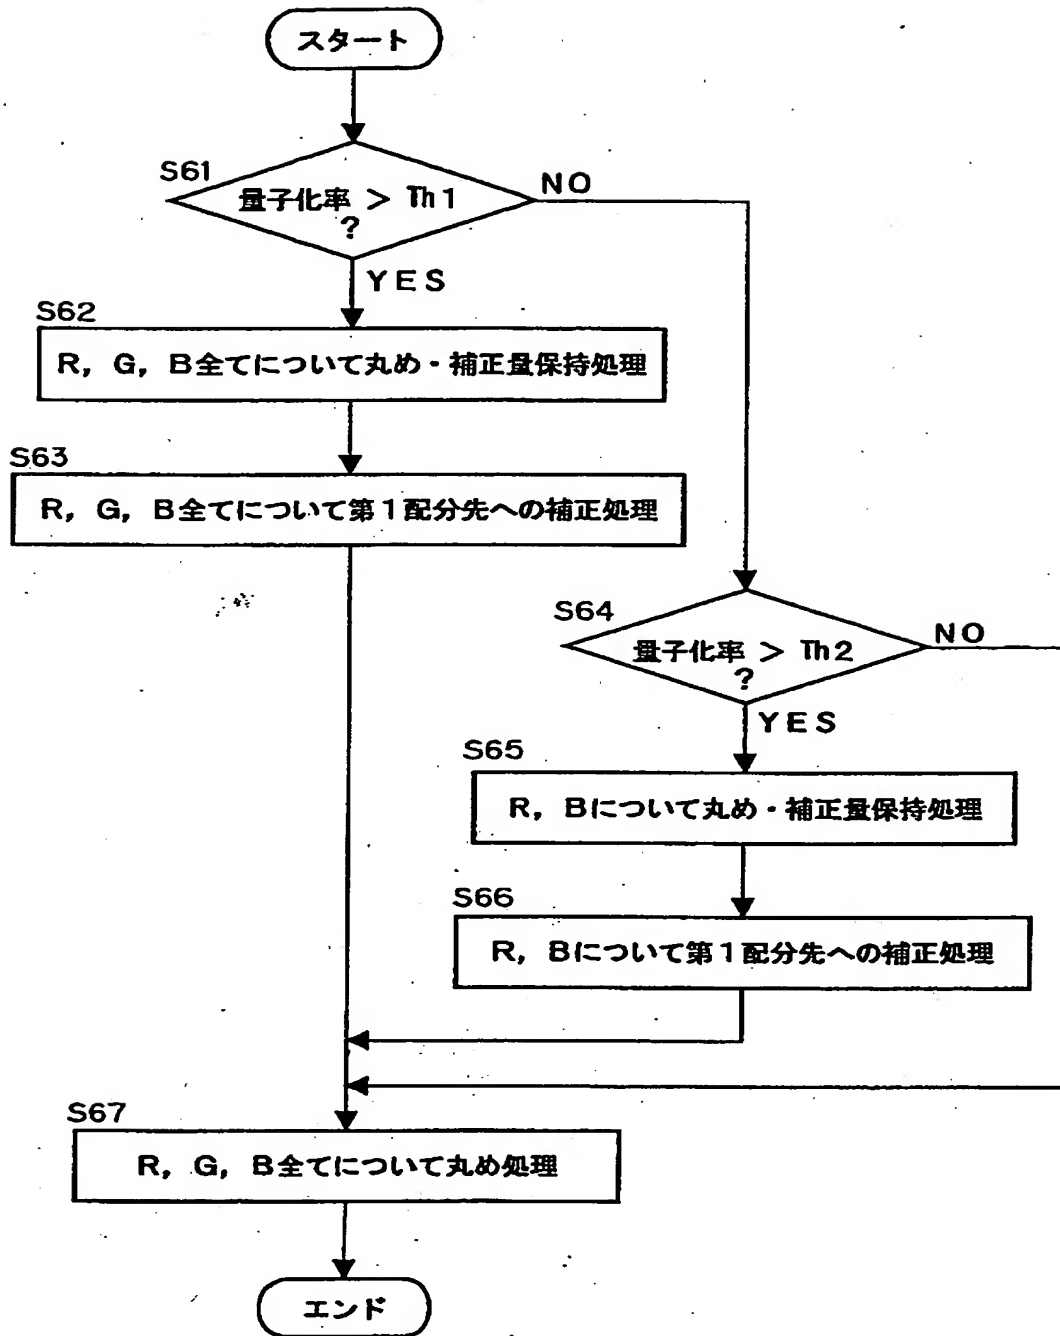 スタート
S61
量子化率 > Th1
?
NO
YES
S62
R, G, B全てについて丸め・補正量保持処理
S63
R, G, B全てについて第1配分先への補正処理
S64
量子化率 > Th2
?
NO
YES
S65
R, Bについて丸め・補正量保持処理
S66
R, Bについて第1配分先への補正処理
S67
R, G, B全てについて丸め処理
エンド